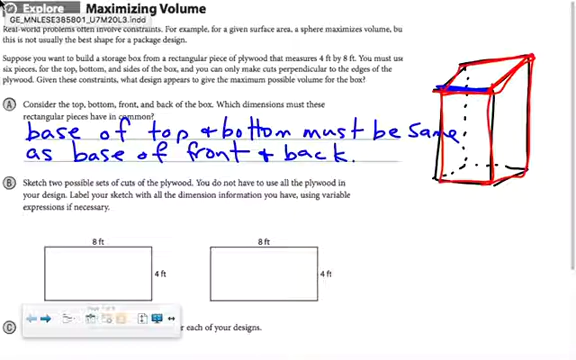 Explore Maximizing Volume
GE_MNLESE385801_U7M20L3.indd
Real-world problems often involve constraints. For example, for a given surface area, a sphere maximizes volume, bu
this is not usually the best shape for a package design.
Suppose you want to build a storage box from a rectangular piece of plywood that measures 4 ft by 8 ft. You must us
six pieces, for the top, bottom, and sides of the box, and you can only make cuts perpendicular to the edges of the
plywood. Given these constraints, what design appears to give the maximum possible volume for the box?
A Consider the top, bottom, front, and back of the box. Which dimensions must these
rectangular pieces have in common?
base of top & bottom must be same
as base of front & back.
B Sketch two possible sets of cuts of the plywood. You do not have to use all the plywood in
your design. Label your sketch with all the dimension information you have, using variable
expressions if necessary.
8 ft 8 ft
4 ft 4 ft
C r each of your designs.